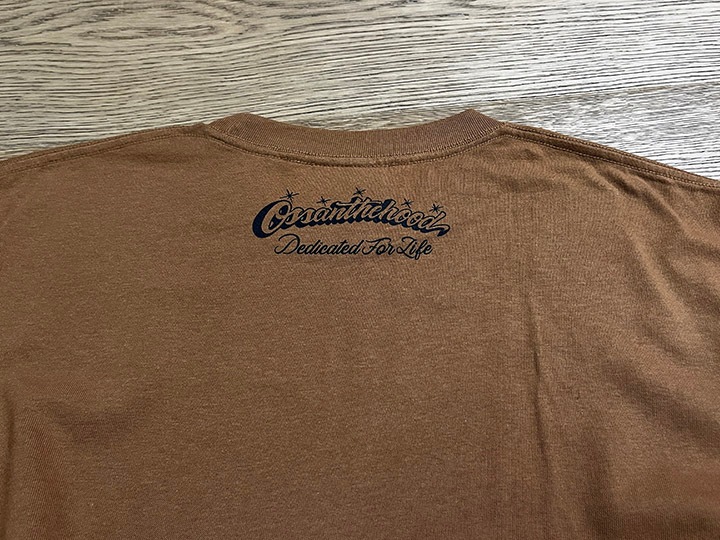 Ossanthehood
Dedicated For Life